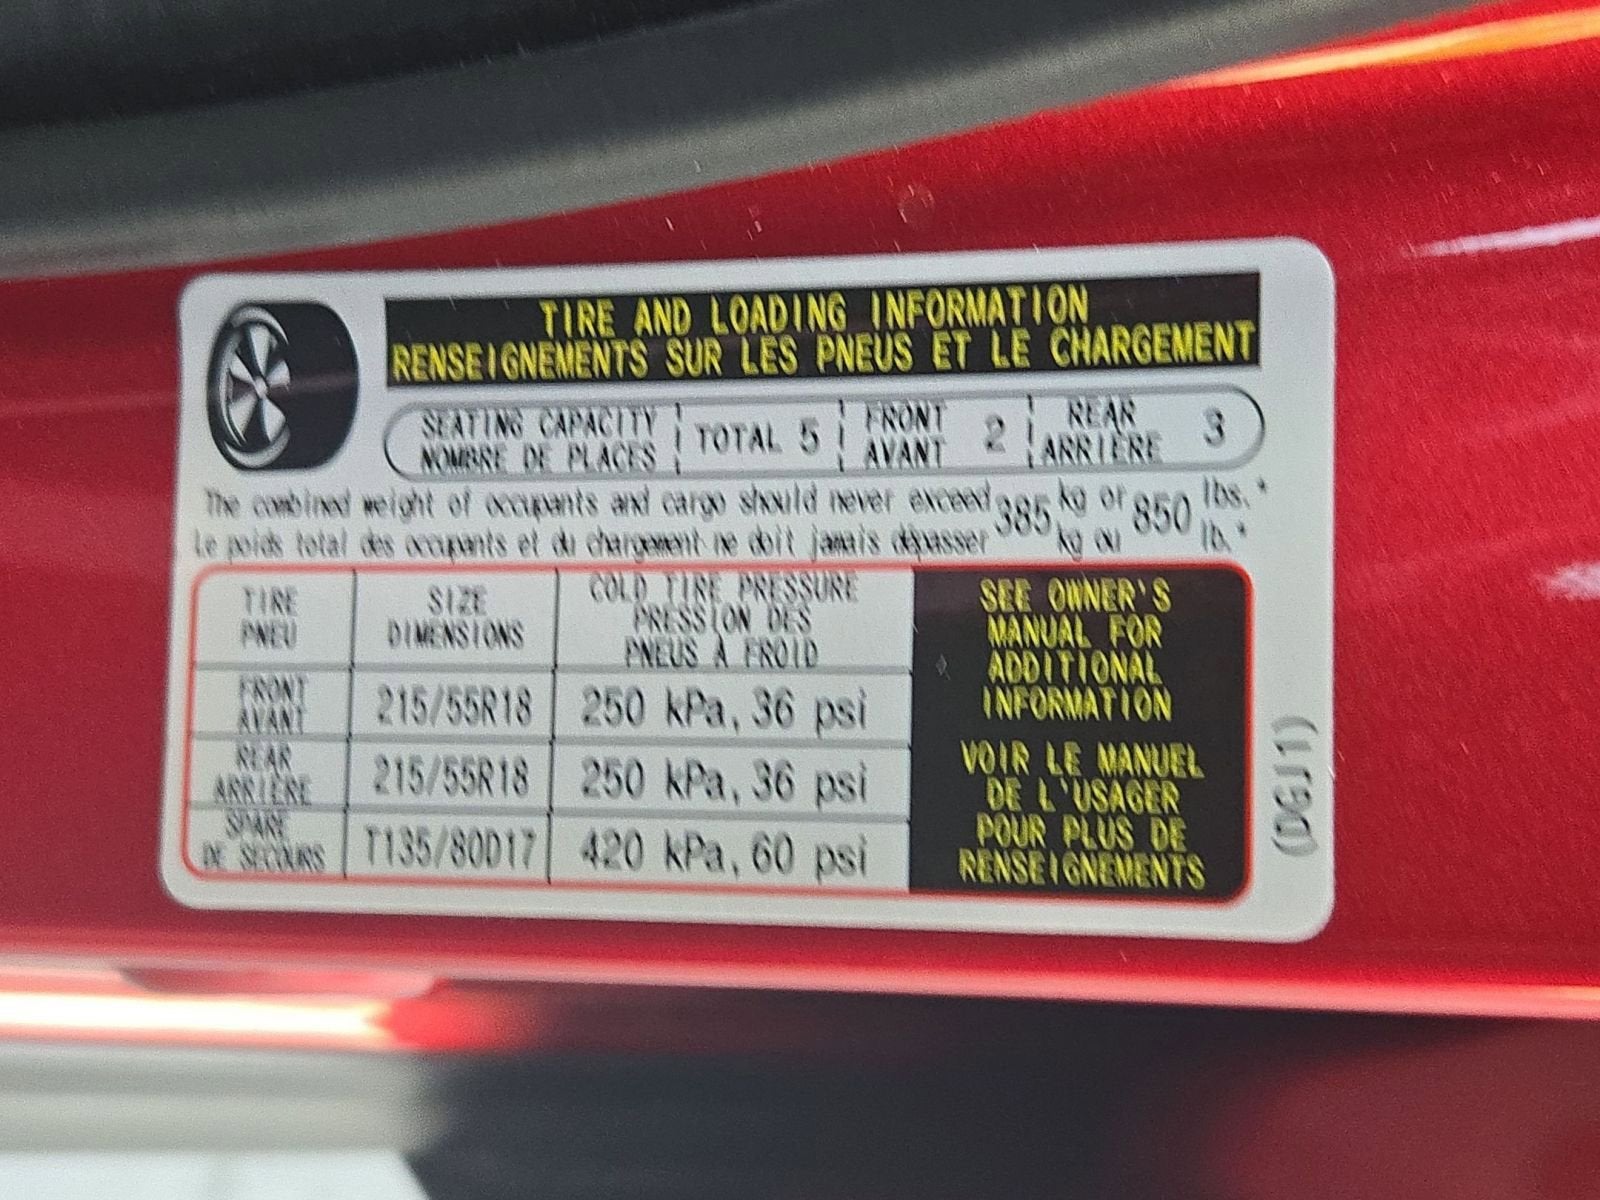 TIRE AND LOADING INFORMATION
RENSEIGNEMENTS SUR LES PNEUS ET LE CHARGEMENT
SEATING CAPACITY
NOMBRE DE PLACES
TOTAL 5
FRONT
AVANT
2
REAR
ARRIÈRE
3
The combined weight of occupants and cargo should never exceed 385 kg or 850 lbs.*
Le poids total des occupants et du chargement ne doit jamais dépasser 385 kg ou 850 lb.*
TIRE
PNEU
SIZE
DIMENSIONS
COLD TIRE PRESSURE
PRESSION DES
PNEUS À FROID
FRONT
AVANT
215/55R18
250 kPa, 36 psi
REAR
ARRIÈRE
215/55R18
250 kPa, 36 psi
SPARE
DE SECOURS
T135/80D17
420 kPa, 60 psi
SEE OWNER'S
MANUAL FOR
ADDITIONAL
INFORMATION
VOIR LE MANUEL
DE L'USAGER
POUR PLUS DE
RENSEIGNEMENTS
(DGJ1)